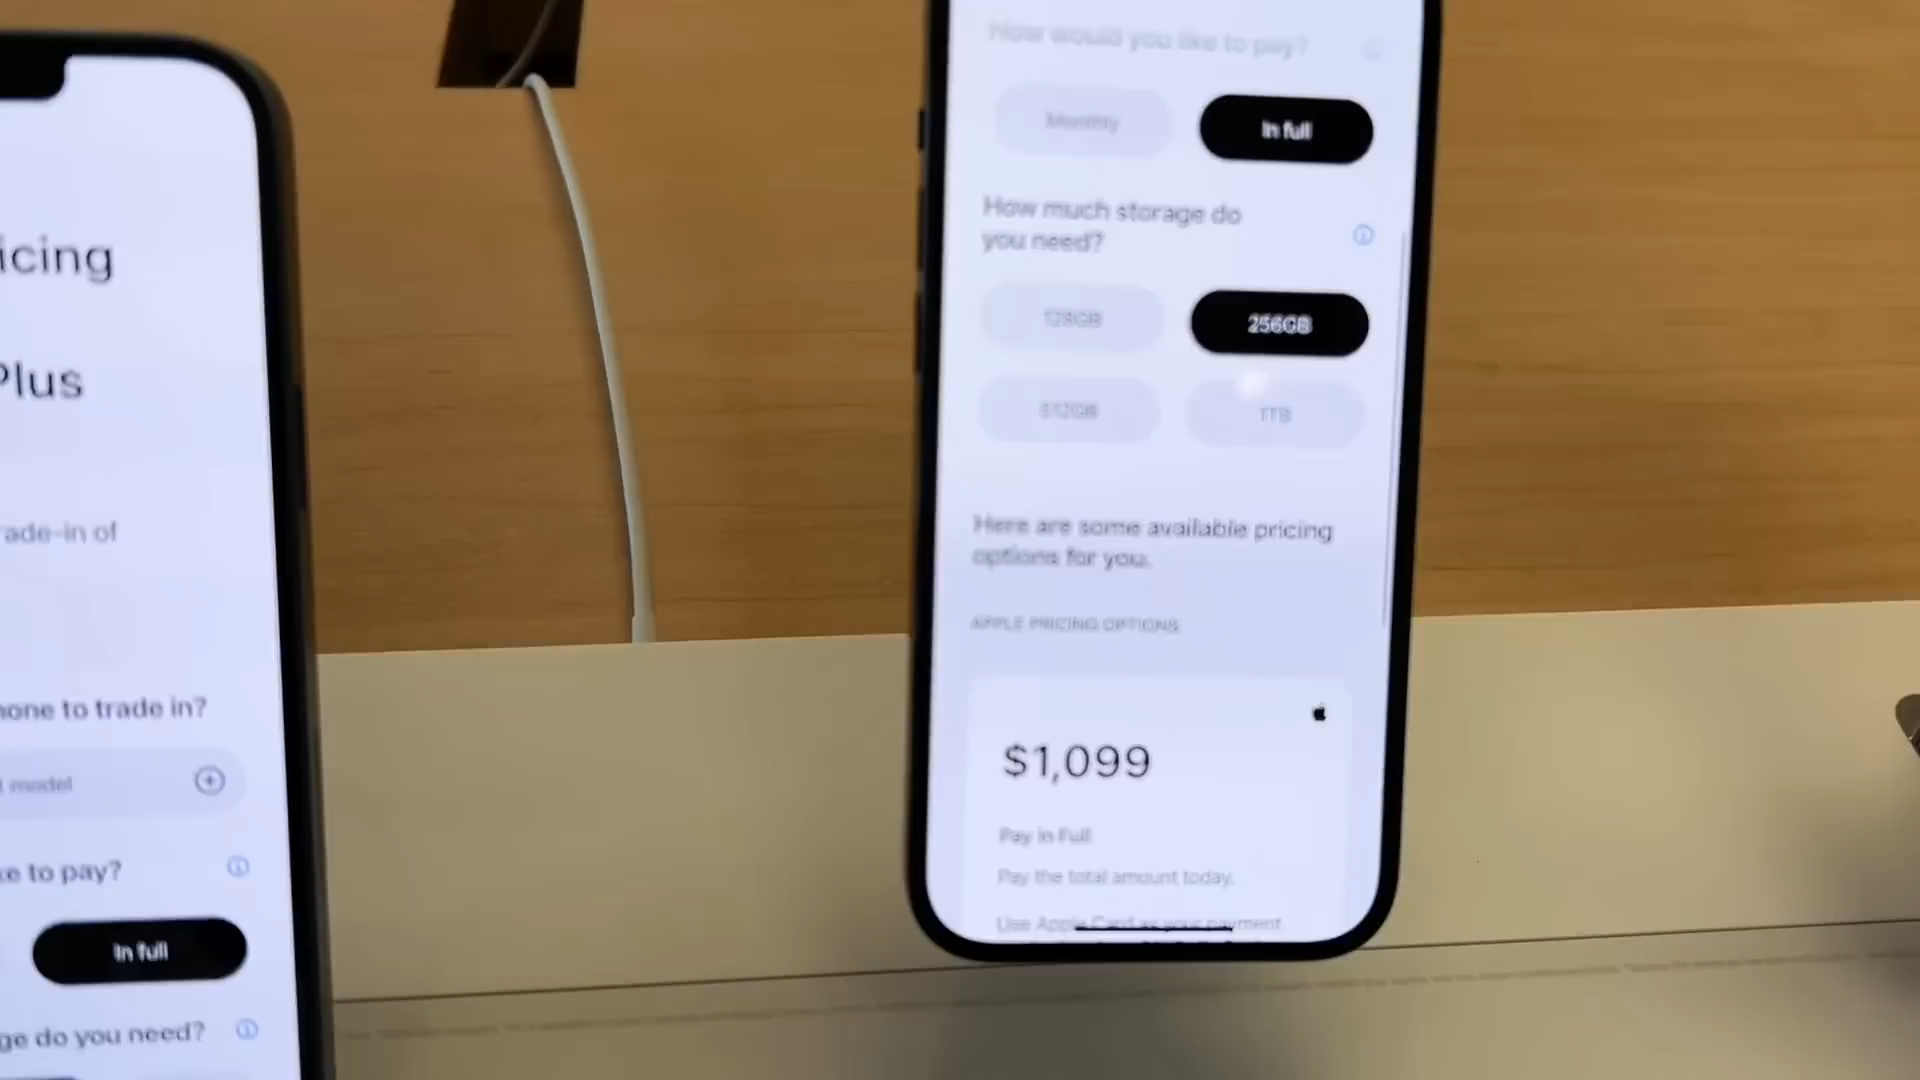 icing
Plus
rade-in of
hone to trade in?
model
ke to pay?
In full
ge do you need?
How would you like to pay?
Monthly
In full
How much storage do
you need?
128GB
256GB
512GB
1TB
Here are some available pricing
options for you.
APPLE PRICING OPTIONS
$1,099
Pay in Full
Pay the total amount today.
Use Apple Card as your payment